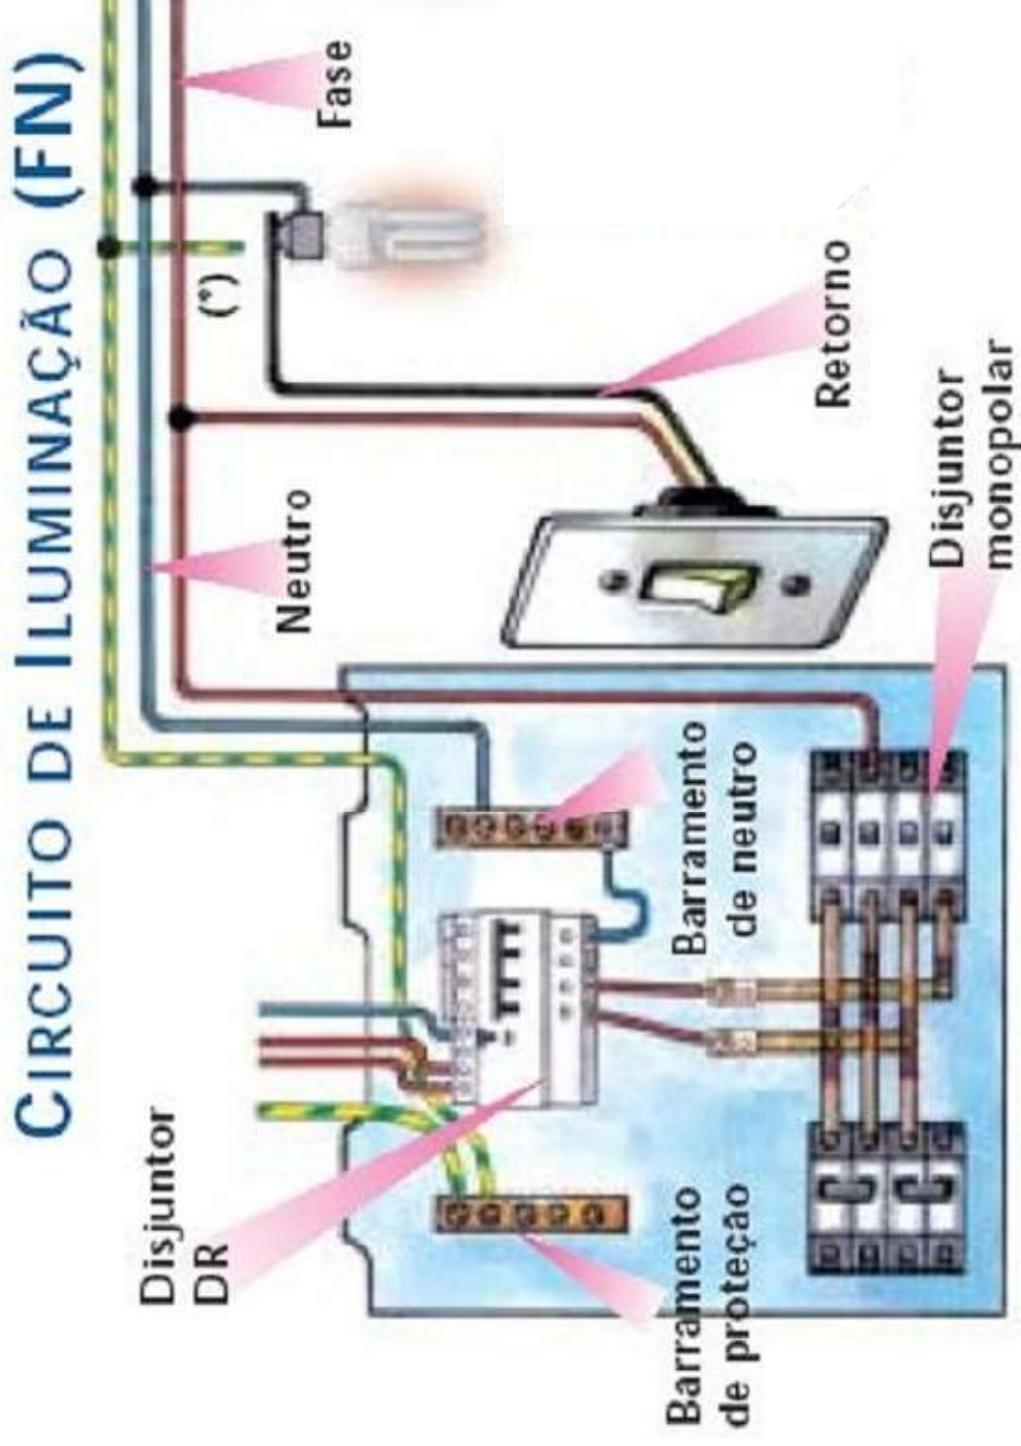 CIRCUITO DE ILUMINAÇÃO (FN)
Disjuntor
DR
Neutro
(*)
Fase
Retorno
Barramento
de neutro
Barramento
de proteção
Disjuntor
monopolar